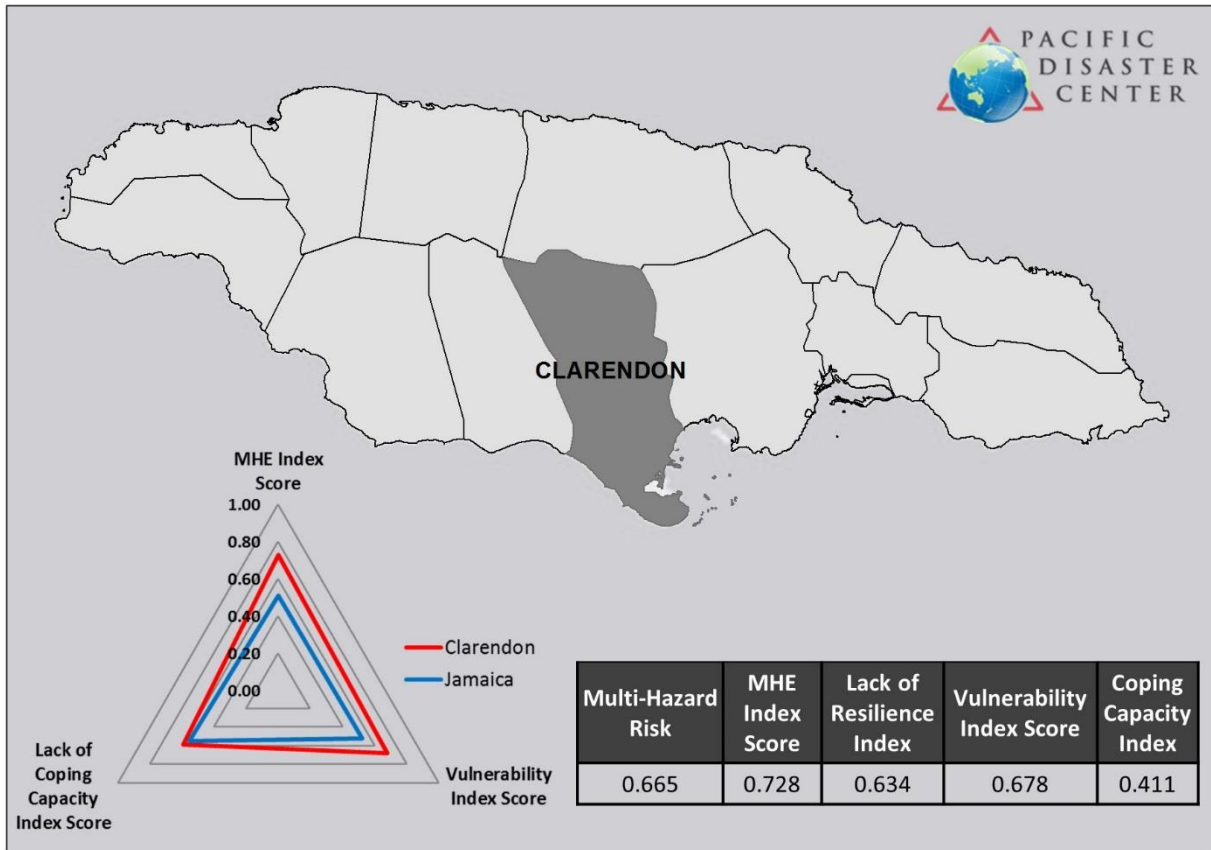 PACIFIC
DISASTER
CENTER
CLARENDON
MHE Index
Score
1.00
0.80
0.60
0.40
0.20
0.00
Clarendon
Jamaica
Lack of
Coping
Capacity
Index Score
Vulnerability
Index Score
Multi-Hazard
Risk
MHE
Index
Score
Lack of
Resilience
Index
Vulnerability
Index Score
Coping
Capacity
Index
0.665
0.728
0.634
0.678
0.411